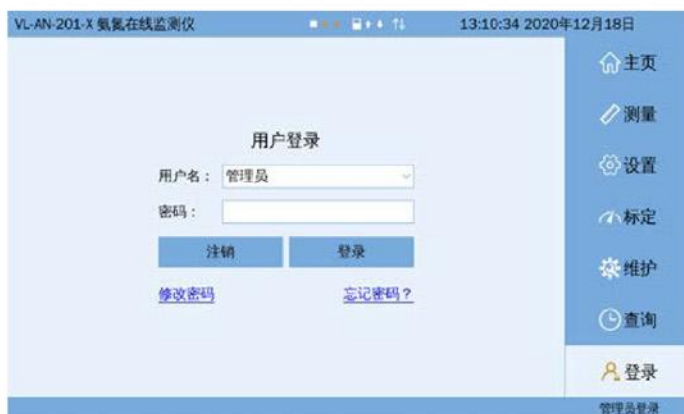 VL-AN-201-X 氨氮在线监测仪 13:10:34 2020年12月18日
主页
测量
用户登录
设置
用户名： 管理员
密码：
标定
注销 登录
维护
修改密码 忘记密码？
查询
登录
管理员登录